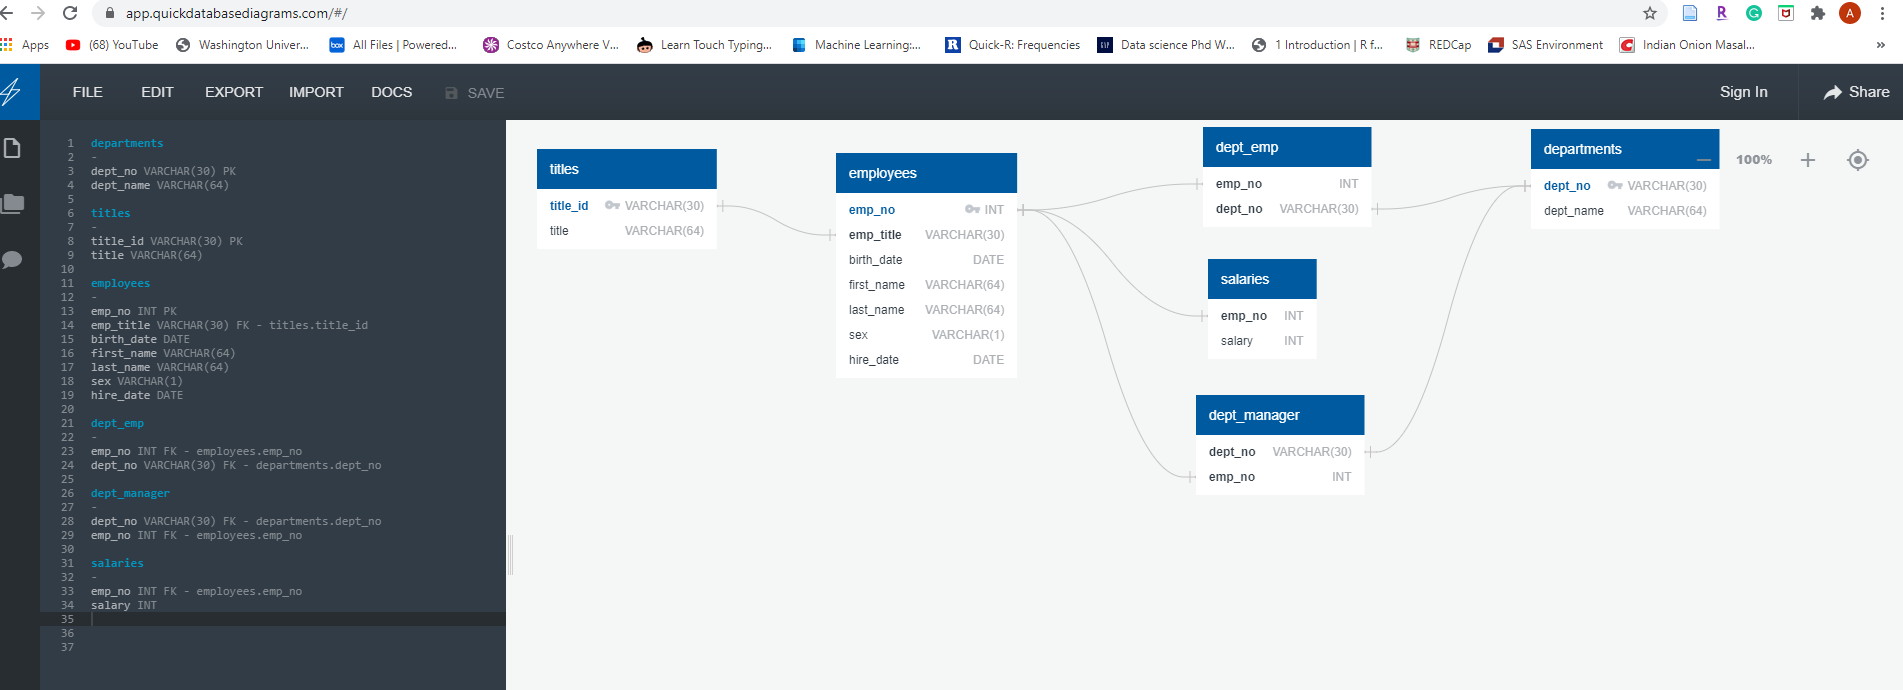 app.quickdatabasediagrams.com/#/
A
Apps (68) YouTube Washington Univer... box All Files | Powered... Costco Anywhere V... Learn Touch Typing... Machine Learning:... R Quick-R: Frequencies Data science Phd W... 1 Introduction | R f... REDCap SAS Environment Indian Onion Masal... »
FILE EDIT EXPORT IMPORT DOCS SAVE Sign In Share
1 departments
2 -
3 dept_no VARCHAR(30) PK
4 dept_name VARCHAR(64)
5
6 titles
7 -
8 title_id VARCHAR(30) PK
9 title VARCHAR(64)
10
11 employees
12 -
13 emp_no INT PK
14 emp_title VARCHAR(30) FK - titles.title_id
15 birth_date DATE
16 first_name VARCHAR(64)
17 last_name VARCHAR(64)
18 sex VARCHAR(1)
19 hire_date DATE
20
21 dept_emp
22 -
23 emp_no INT FK - employees.emp_no
24 dept_no VARCHAR(30) FK - departments.dept_no
25
26 dept_manager
27 -
28 dept_no VARCHAR(30) FK - departments.dept_no
29 emp_no INT FK - employees.emp_no
30
31 salaries
32 -
33 emp_no INT FK - employees.emp_no
34 salary INT
35
36
37
titles
title_id VARCHAR(30)
title VARCHAR(64)
employees
emp_no INT
emp_title VARCHAR(30)
birth_date DATE
first_name VARCHAR(64)
last_name VARCHAR(64)
sex VARCHAR(1)
hire_date DATE
dept_emp
emp_no INT
dept_no VARCHAR(30)
salaries
emp_no INT
salary INT
dept_manager
dept_no VARCHAR(30)
emp_no INT
departments
dept_no VARCHAR(30)
dept_name VARCHAR(64)
100%